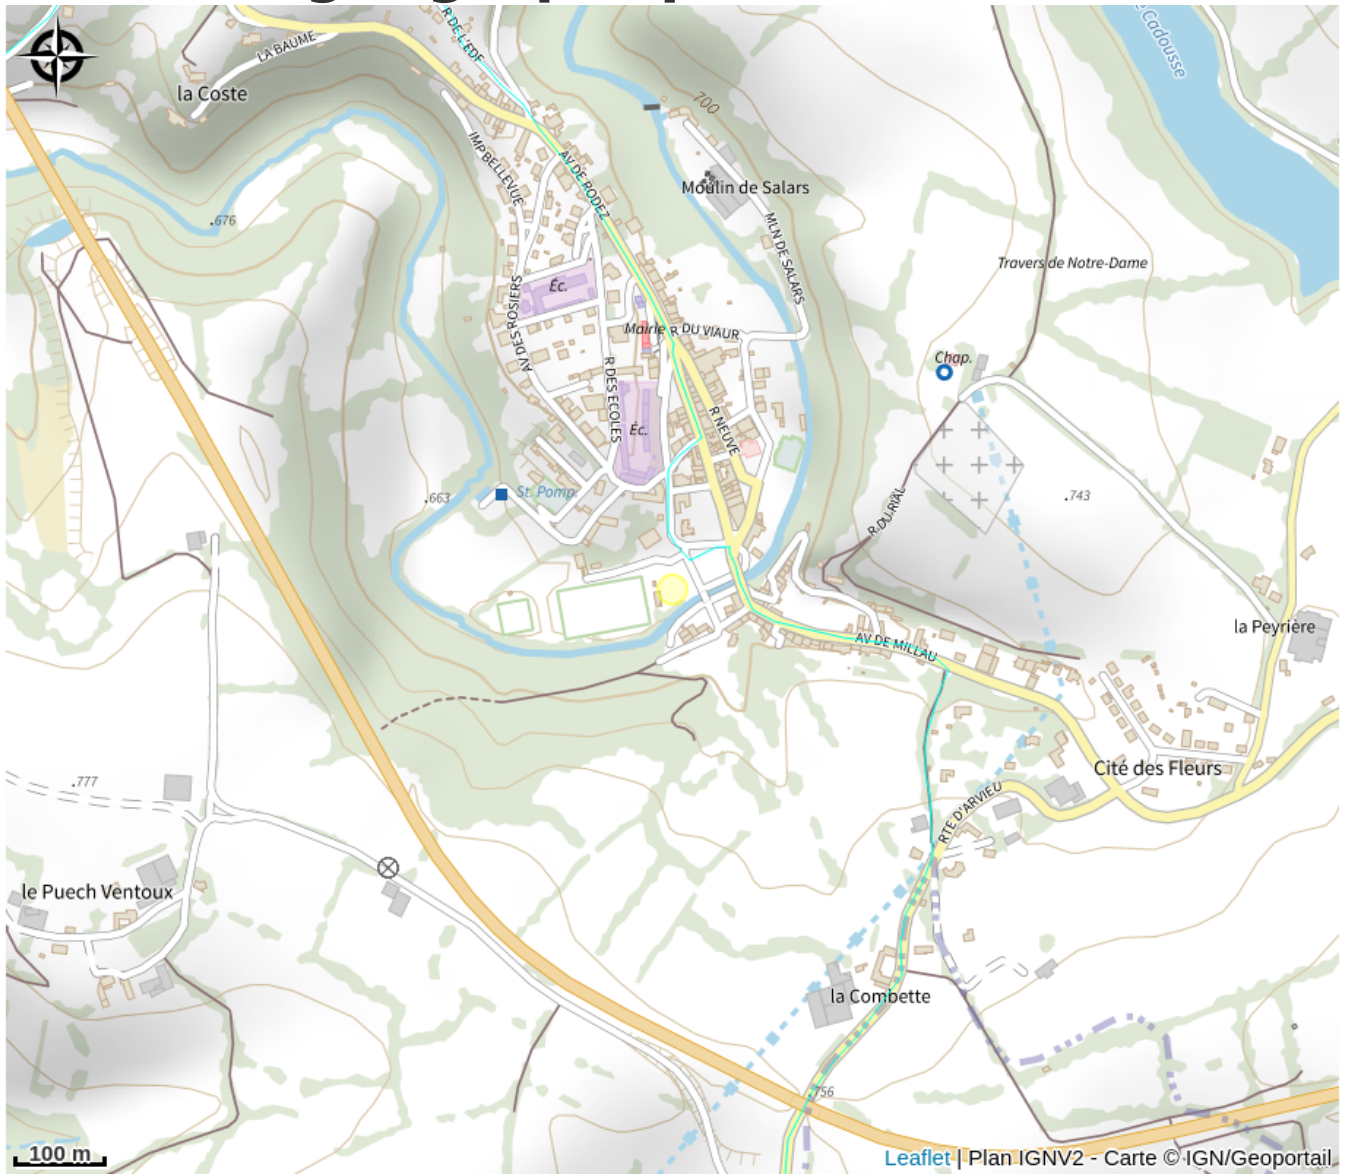 R DE L'EDF
e Cadousse
LA BAUME
la Coste
700
IMP BELLEVUE
AV DE RODEZ
Moulin de Salars
.676
MLN DE SALARS
Travers de Notre-Dame
Éc.
AV DES ROSIERS
Mairie
R DU VIAUR
Chap.
R DES ECOLES
R NEUVE
Éc.
St. Pomp.
.663
.743
R DU RIAL
la Peyrière
AV DE MILLAU
.777
Cité des Fleurs
RTE D'ARVIEU
le Puech Ventoux
la Combette
.756
100 m
Leaflet | Plan IGNV2 - Carte © IGN/Geoportail